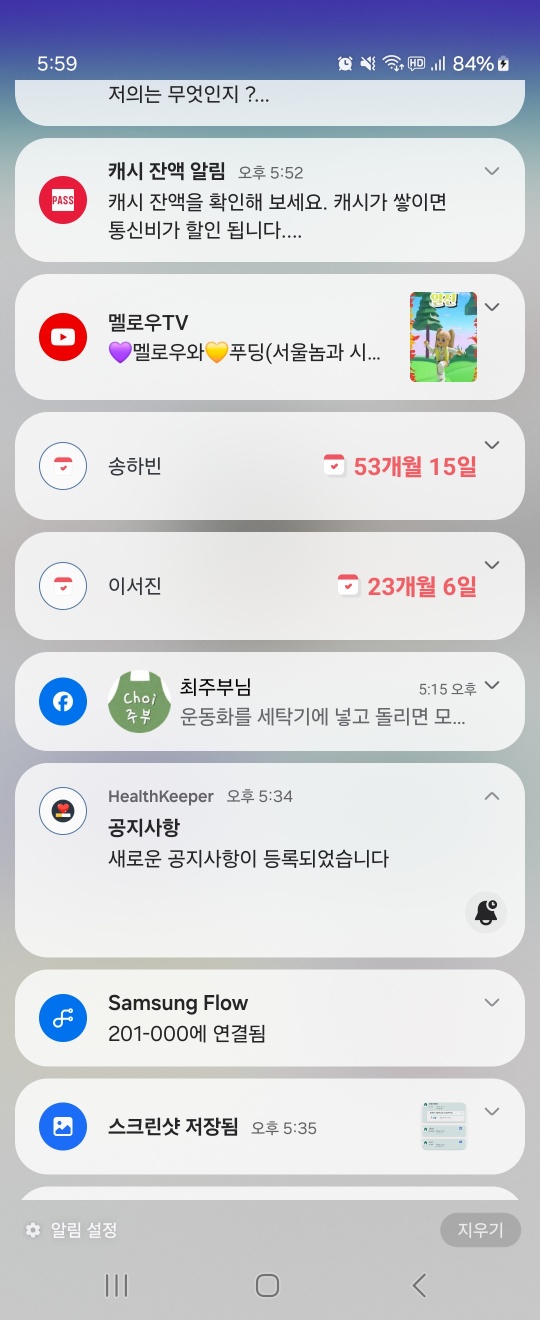 5:59 HD 84%
저의는 무엇인지 ?...
PASS
캐시 잔액 알림 오후 5:52
캐시 잔액을 확인해 보세요. 캐시가 쌓이면
통신비가 할인 됩니다....
멜로우TV
💜멜로우와💛푸딩(서울놈과 시...
송하빈 53개월 15일
이서진 23개월 6일
Choi
주부
최주부님 5:15 오후
운동화를 세탁기에 넣고 돌리면 모...
HealthKeeper 오후 5:34
공지사항
새로운 공지사항이 등록되었습니다
Samsung Flow
201-000에 연결됨
스크린샷 저장됨 오후 5:35
알림 설정 지우기